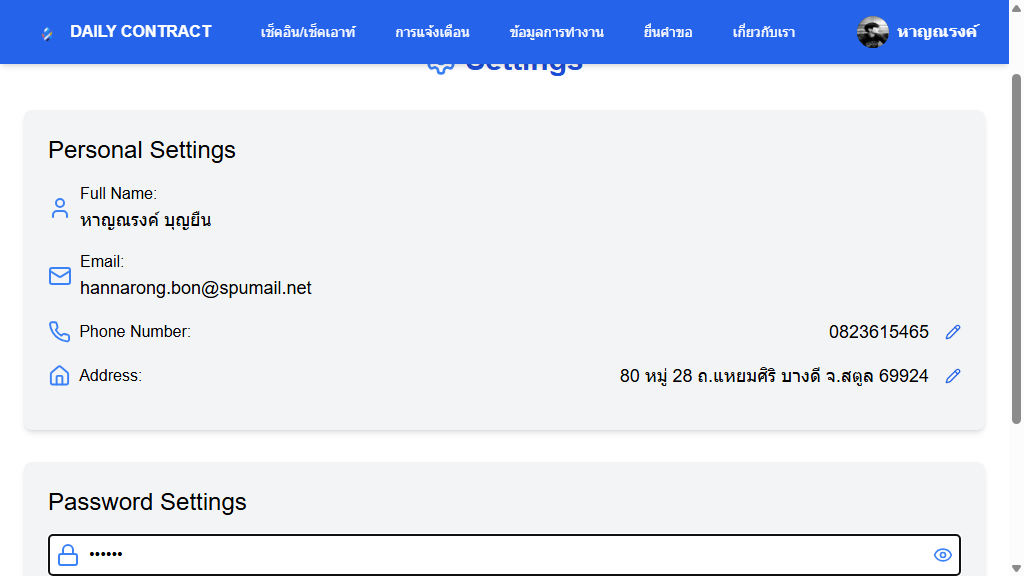 DAILY CONTRACT
เช็คอิน/เช็คเอาท์
การแจ้งเตือน
ข้อมูลการทำงาน
ยื่นคำขอ
เกี่ยวกับเรา
หาญณรงค์
Settings
Personal Settings
Full Name:
หาญณรงค์ บุญยืน
Email:
hannarong.bon@spumail.net
Phone Number:
0823615465
Address:
80 หมู่ 28 ถ.แหยมศิริ บางดี จ.สตูล 69924
Password Settings
••••••